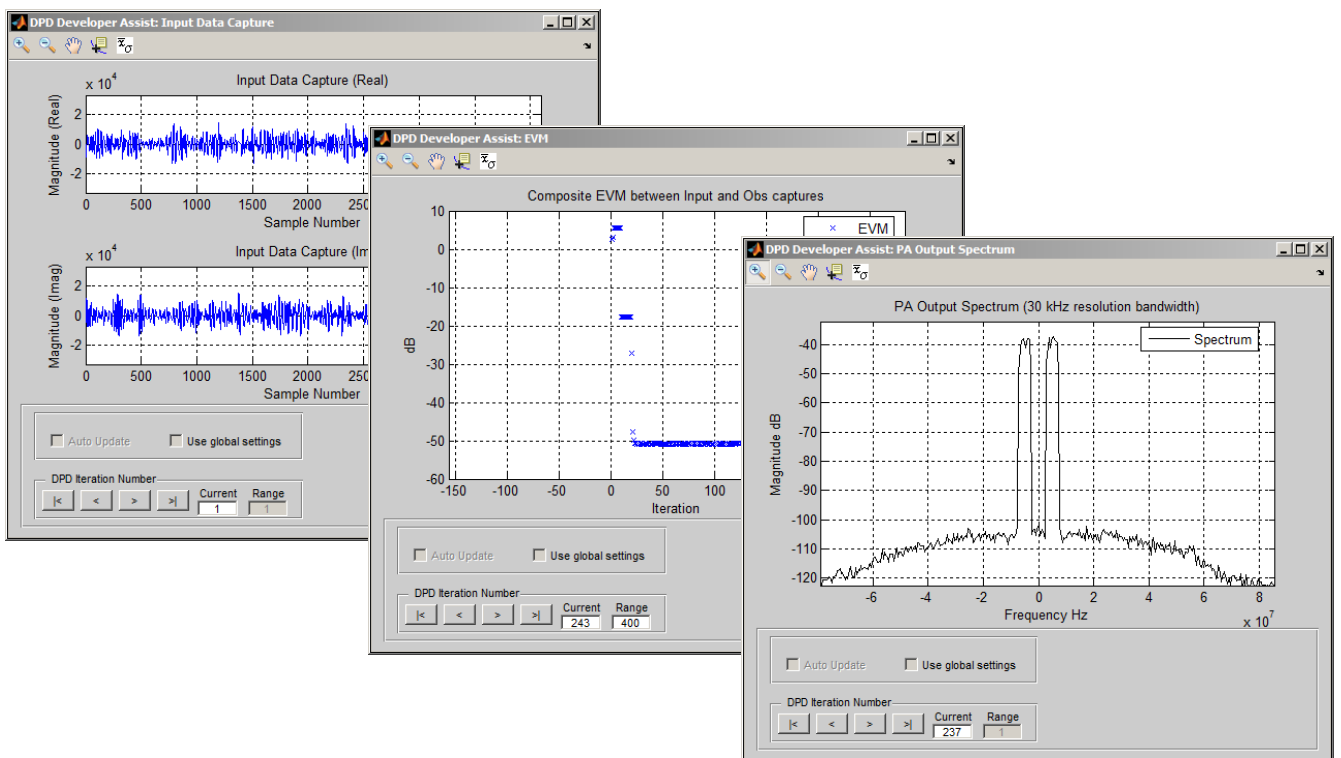 DPD Developer Assist: Input Data Capture
x̄σ
x 10^4
Input Data Capture (Real)
Magnitude (Real)
2
0
-2
0 500 1000 1500 2000 250
Sample Number
x 10^4
Input Data Capture (Im
Magnitude (Imag)
2
0
-2
0 500 1000 1500 2000 250
Sample Number
Auto Update
Use global settings
DPD Iteration Number
|< < > >|
Current
1
Range
1
DPD Developer Assist: EVM
x̄σ
Composite EVM between Input and Obs captures
EVM
dB
10
0
-10
-20
-30
-40
-50
-60
-150 -100 -50 0 50 100
Iteration
Auto Update
Use global settings
DPD Iteration Number
|< < > >|
Current
243
Range
400
DPD Developer Assist: PA Output Spectrum
x̄σ
PA Output Spectrum (30 kHz resolution bandwidth)
Spectrum
Magnitude dB
-40
-50
-60
-70
-80
-90
-100
-110
-120
-6 -4 -2 0 2 4 6 8
Frequency Hz
x 10^7
Auto Update
Use global settings
DPD Iteration Number
|< < > >|
Current
237
Range
1